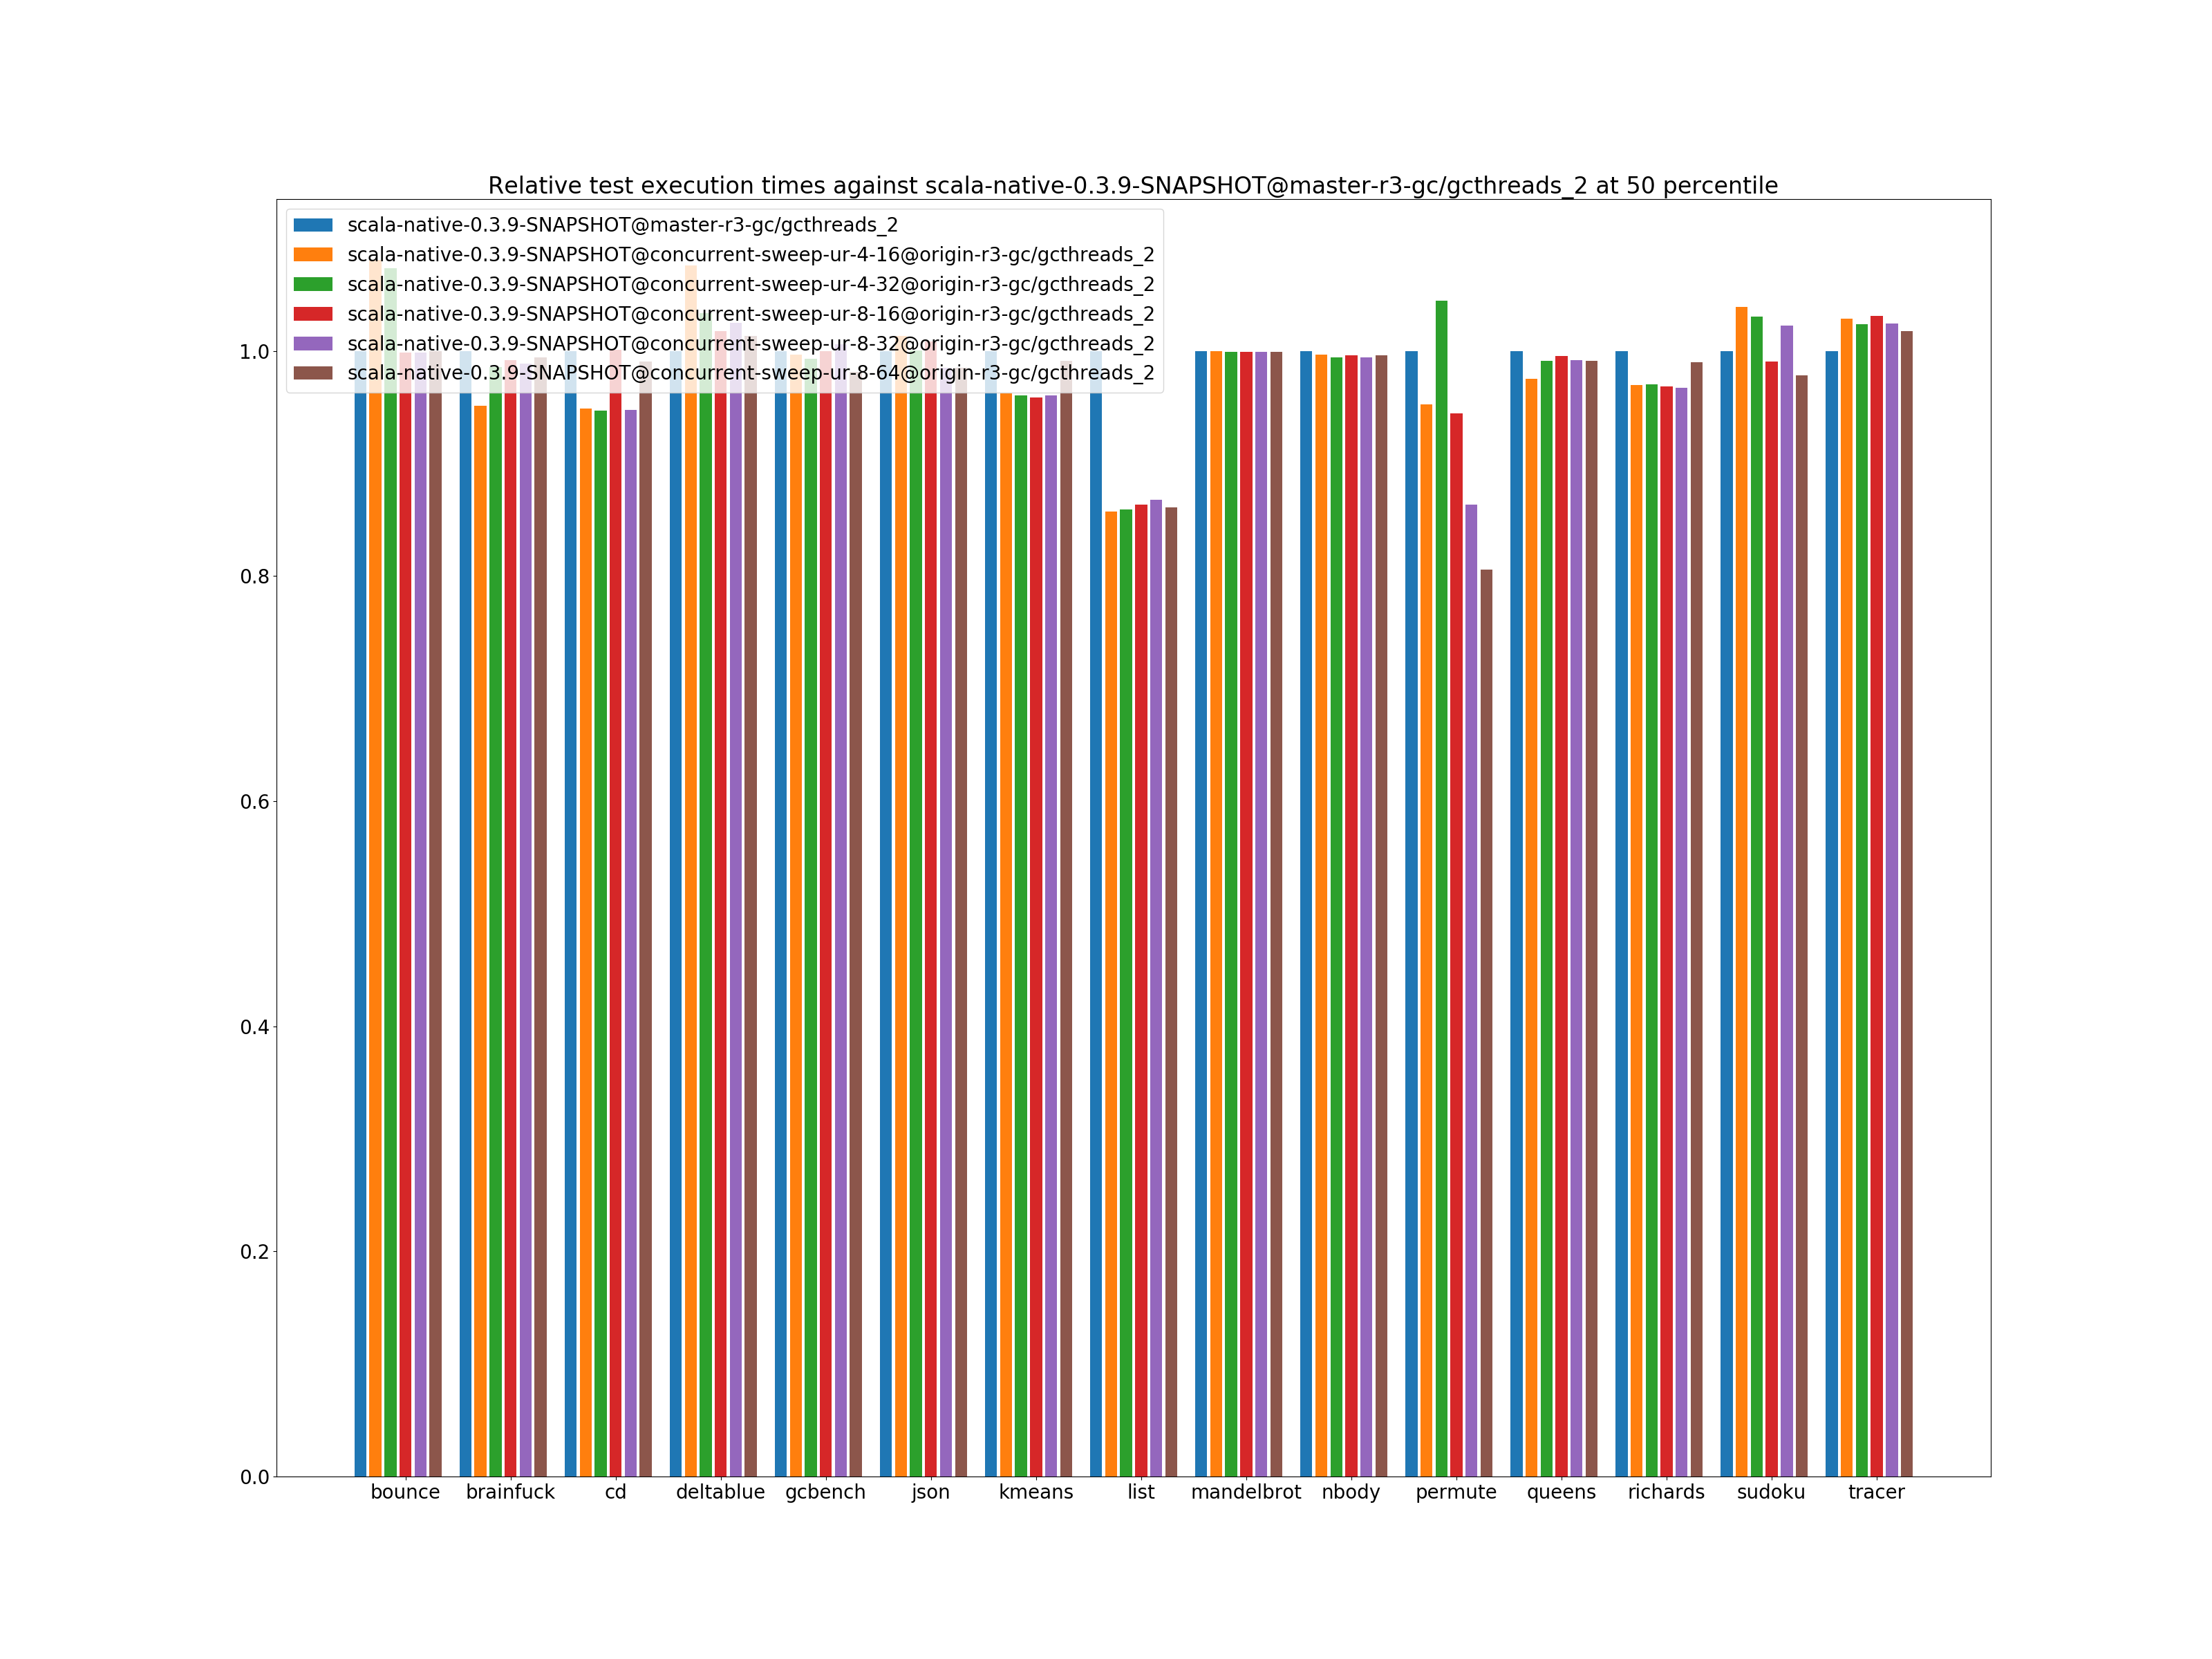 Relative test execution times against scala-native-0.3.9-SNAPSHOT@master-r3-gc/gcthreads_2 at 50 percentile
scala-native-0.3.9-SNAPSHOT@master-r3-gc/gcthreads_2
scala-native-0.3.9-SNAPSHOT@concurrent-sweep-ur-4-16@origin-r3-gc/gcthreads_2
scala-native-0.3.9-SNAPSHOT@concurrent-sweep-ur-4-32@origin-r3-gc/gcthreads_2
scala-native-0.3.9-SNAPSHOT@concurrent-sweep-ur-8-16@origin-r3-gc/gcthreads_2
scala-native-0.3.9-SNAPSHOT@concurrent-sweep-ur-8-32@origin-r3-gc/gcthreads_2
scala-native-0.3.9-SNAPSHOT@concurrent-sweep-ur-8-64@origin-r3-gc/gcthreads_2
1.0
0.8
0.6
0.4
0.2
0.0
bounce brainfuck cd deltablue gcbench json kmeans list mandelbrot nbody permute queens richards sudoku tracer